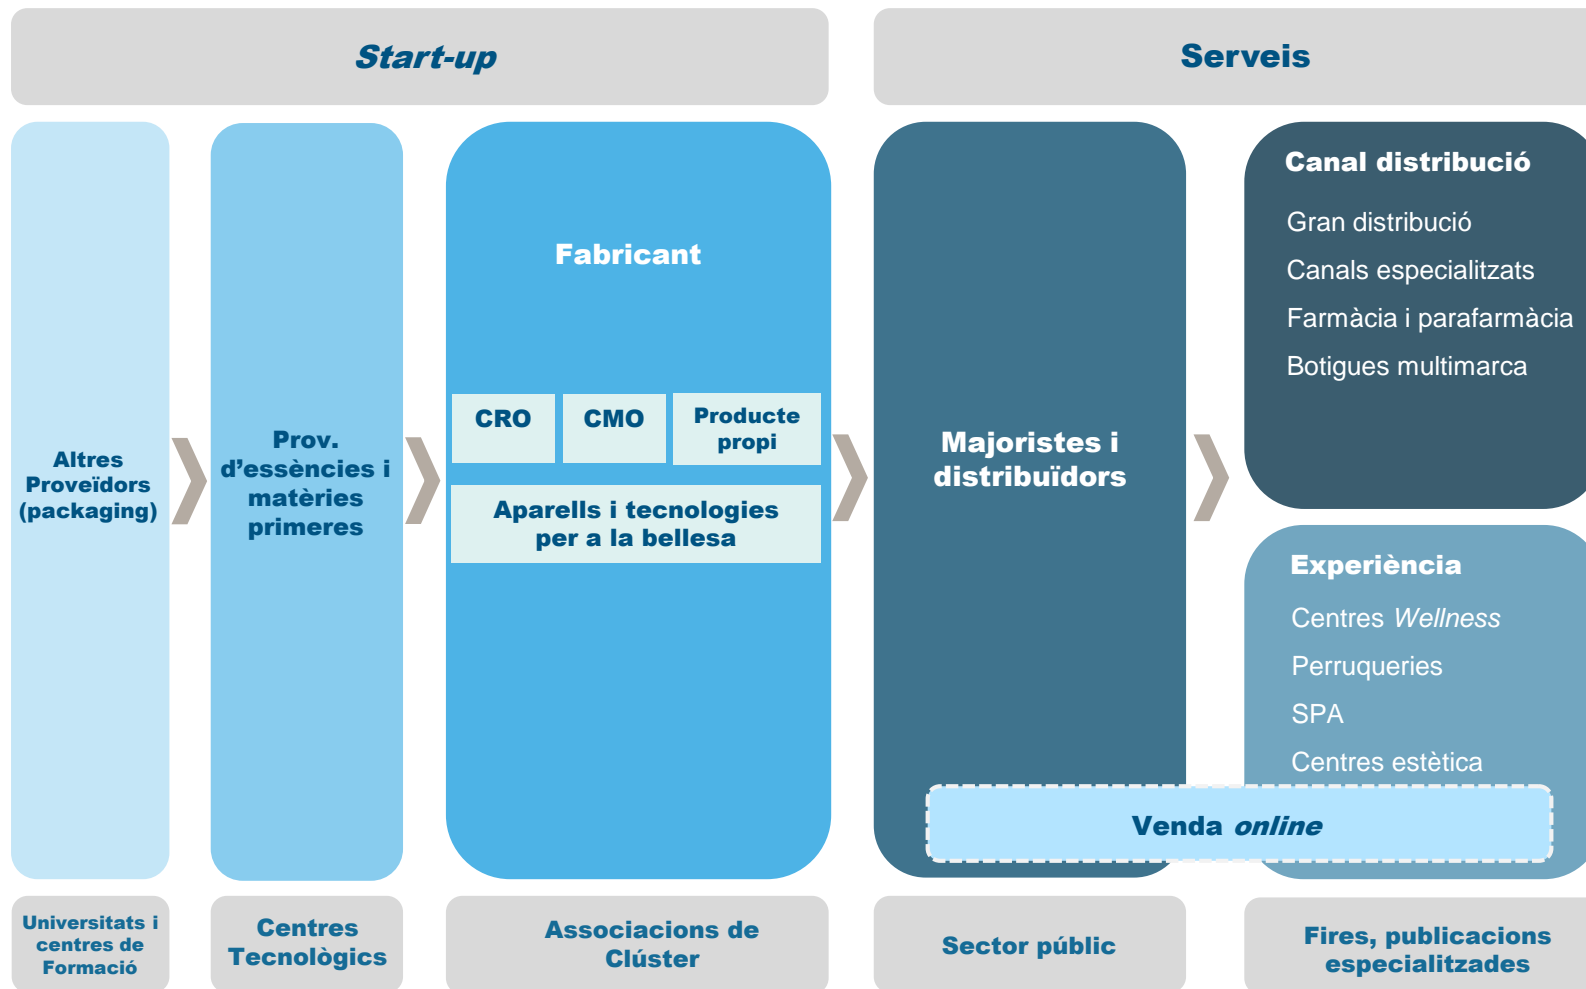 Start-up
Serveis
Altres
Proveïdors
(packaging)
Prov.
d’essències i
matèries
primeres
Fabricant
CRO
CMO
Producte
propi
Aparells i tecnologies
per a la bellesa
Majoristes i
distribuïdors
Canal distribució
Gran distribució
Canals especialitzats
Farmàcia i parafarmàcia
Botigues multimarca
Experiència
Centres Wellness
Perruqueries
SPA
Centres estètica
Venda online
Universitats i
centres de
Formació
Centres
Tecnològics
Associacions de
Clúster
Sector públic
Fires, publicacions
especialitzades